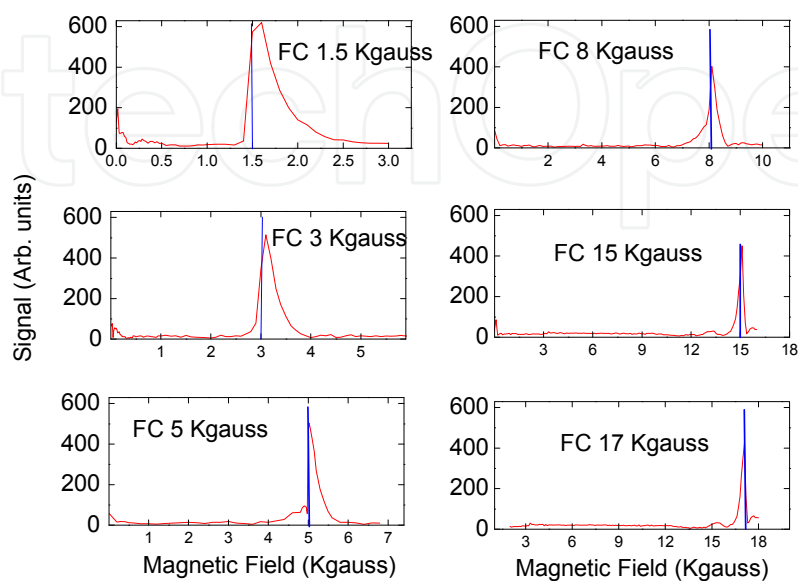 techOpe
Signal (Arb. units)
FC 1.5 Kgauss
600
400
200
0
0.0 0.5 1.0 1.5 2.0 2.5 3.0
FC 8 Kgauss
600
400
200
0
2 4 6 8 10
FC 3 Kgauss
600
400
200
0
1 2 3 4 5
FC 15 Kgauss
600
400
200
0
3 6 9 12 15 18
FC 5 Kgauss
600
400
200
0
1 2 3 4 5 6 7
Magnetic Field (Kgauss)
FC 17 Kgauss
600
400
200
0
3 6 9 12 15 18
Magnetic Field (Kgauss)